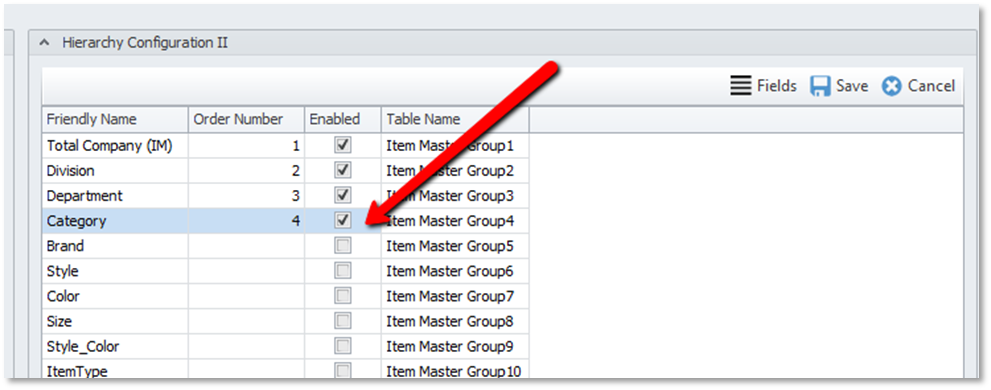 Hierarchy Configuration II
Fields Save Cancel
Friendly Name Order Number Enabled Table Name
Total Company (IM) 1 Item Master Group1
Division 2 Item Master Group2
Department 3 Item Master Group3
Category 4 Item Master Group4
Brand Item Master Group5
Style Item Master Group6
Color Item Master Group7
Size Item Master Group8
Style_Color Item Master Group9
ItemType Item Master Group10